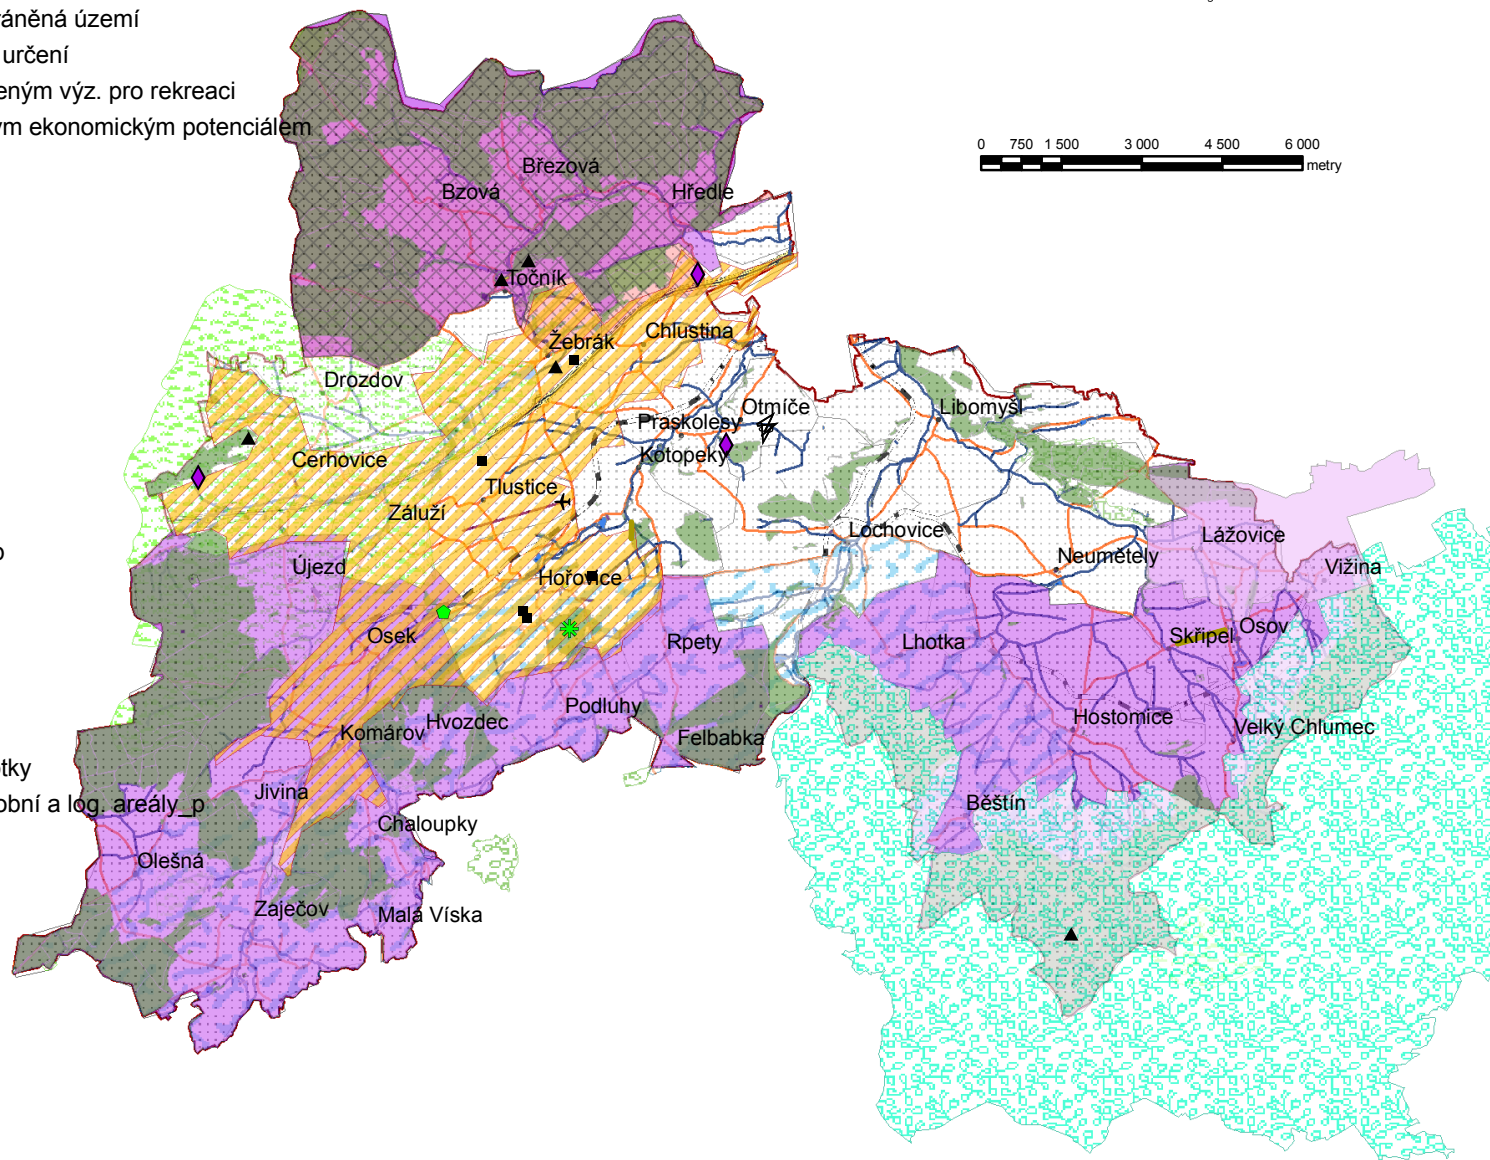 ráněná území
určení
eným výz. pro rekreaci
ým ekonomickým potenciálem
0 750 1 500 3 000 4 500 6 000
metry
Březová
Bzová
Hředle
Točník
Chlustina
Žebrák
Drozdov
Otmíče
Libomyšl
Praskolesy
Kotopeky
Cerhovice
Tlustice
Záluží
Lochovice
Lážovice
Neumětely
Újezd
Vižina
Hořovice
Osek
Rpety
Lhotka
Skřipel
Osov
Podluhy
Hvozdec
Hostomice
Komárov
Felbabka
Velký Chlumec
otky
Jivina
obní a log. areály_p
Běštín
Chaloupky
Olešná
Zaječov
Malá Víska